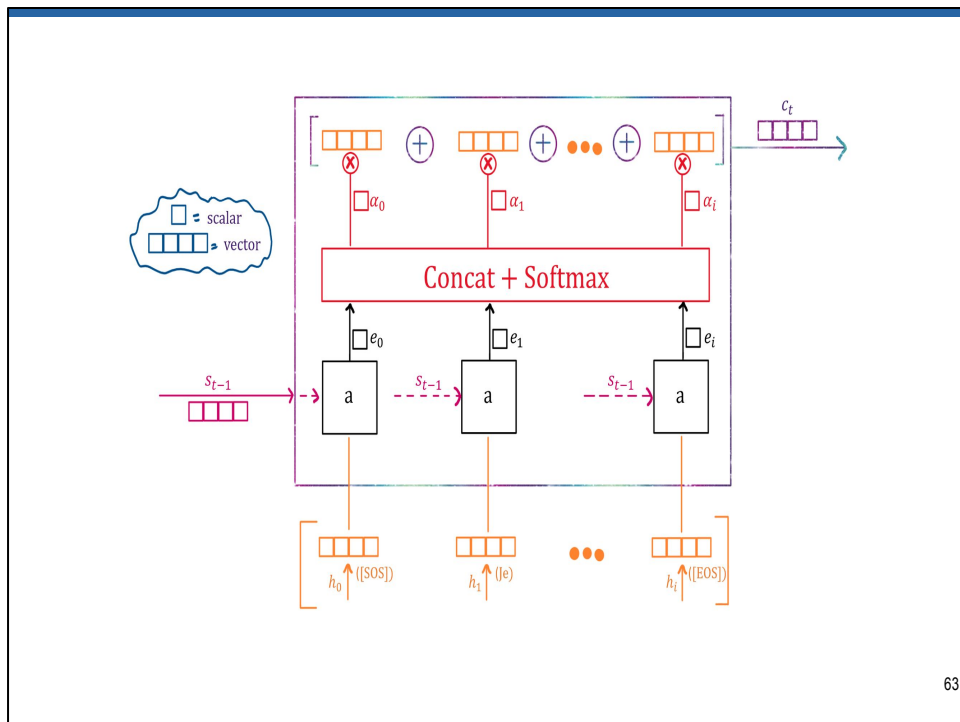 c_t
+ + +
x x x
□ α_0 □ α_1 □ α_i
□ = scalar
= vector
Concat + Softmax
□ e_0 □ e_1 □ e_i
s_{t−1} s_{t−1} s_{t−1}
a a a
h_0 ([SOS]) h_1 (Je) h_i ([EOS])
63